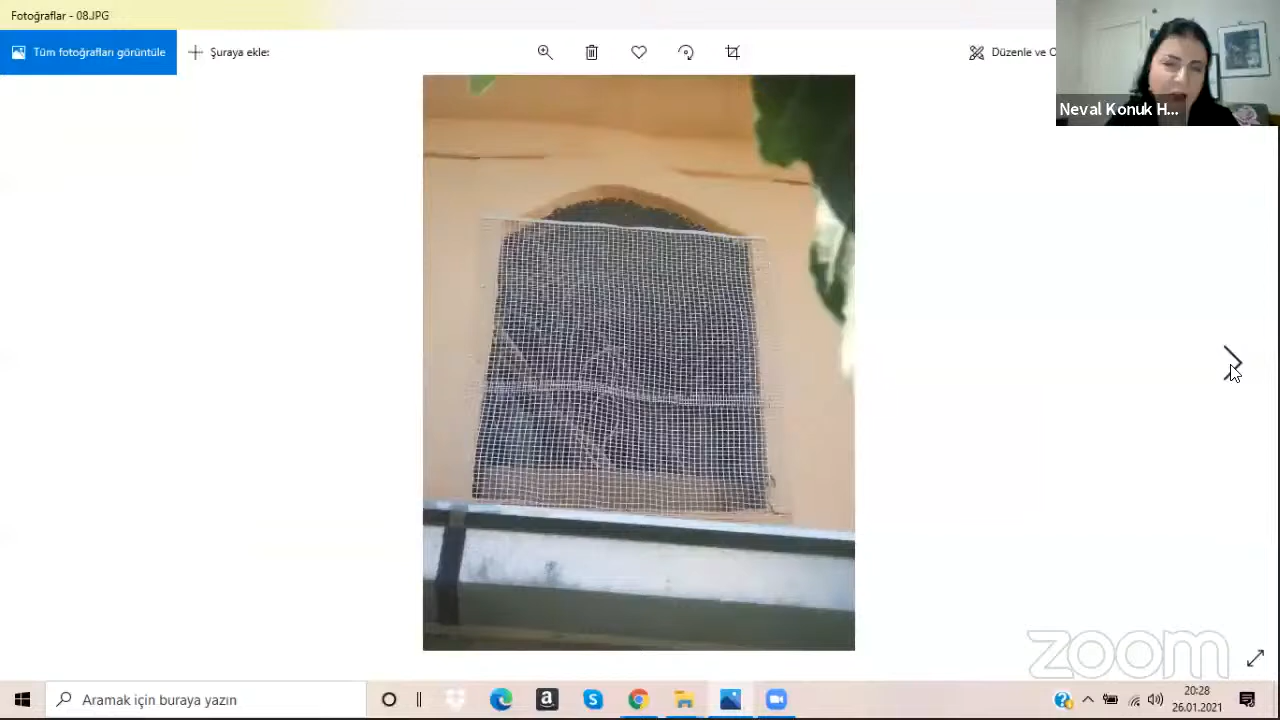 Fotoğraflar - 08.JPG
Tüm fotoğrafları görüntüle
Şuraya ekle:
Düzenle ve O
Neval Konuk H...
zoom
Aramak için buraya yazın
20:28
26.01.2021